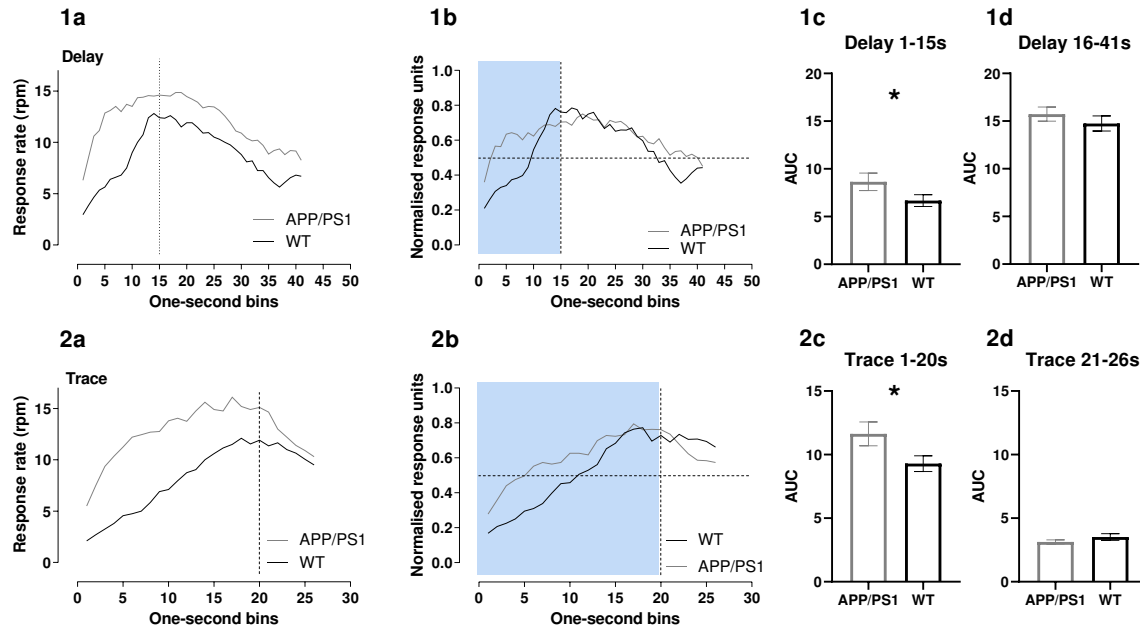 1a
Delay
Response rate (rpm)
15
10
5
0
APP/PS1
WT
0 5 10 15 20 25 30 35 40 45 50
One-second bins
1b
Normalised response units
1.0
0.8
0.6
0.4
0.2
0.0
APP/PS1
WT
0 10 20 30 40 50
One-second bins
1c
Delay 1-15s
AUC
20
15
10
5
0
*
APP/PS1 WT
1d
Delay 16-41s
AUC
20
15
10
5
0
APP/PS1 WT
2a
Trace
Response rate (rpm)
15
10
5
0
APP/PS1
WT
0 5 10 15 20 25 30
One-second bins
2b
Normalised response units
1.0
0.8
0.6
0.4
0.2
0.0
WT
APP/PS1
0 5 10 15 20 25 30
One-second bins
2c
Trace 1-20s
AUC
15
10
5
0
*
APP/PS1 WT
2d
Trace 21-26s
AUC
15
10
5
0
APP/PS1 WT